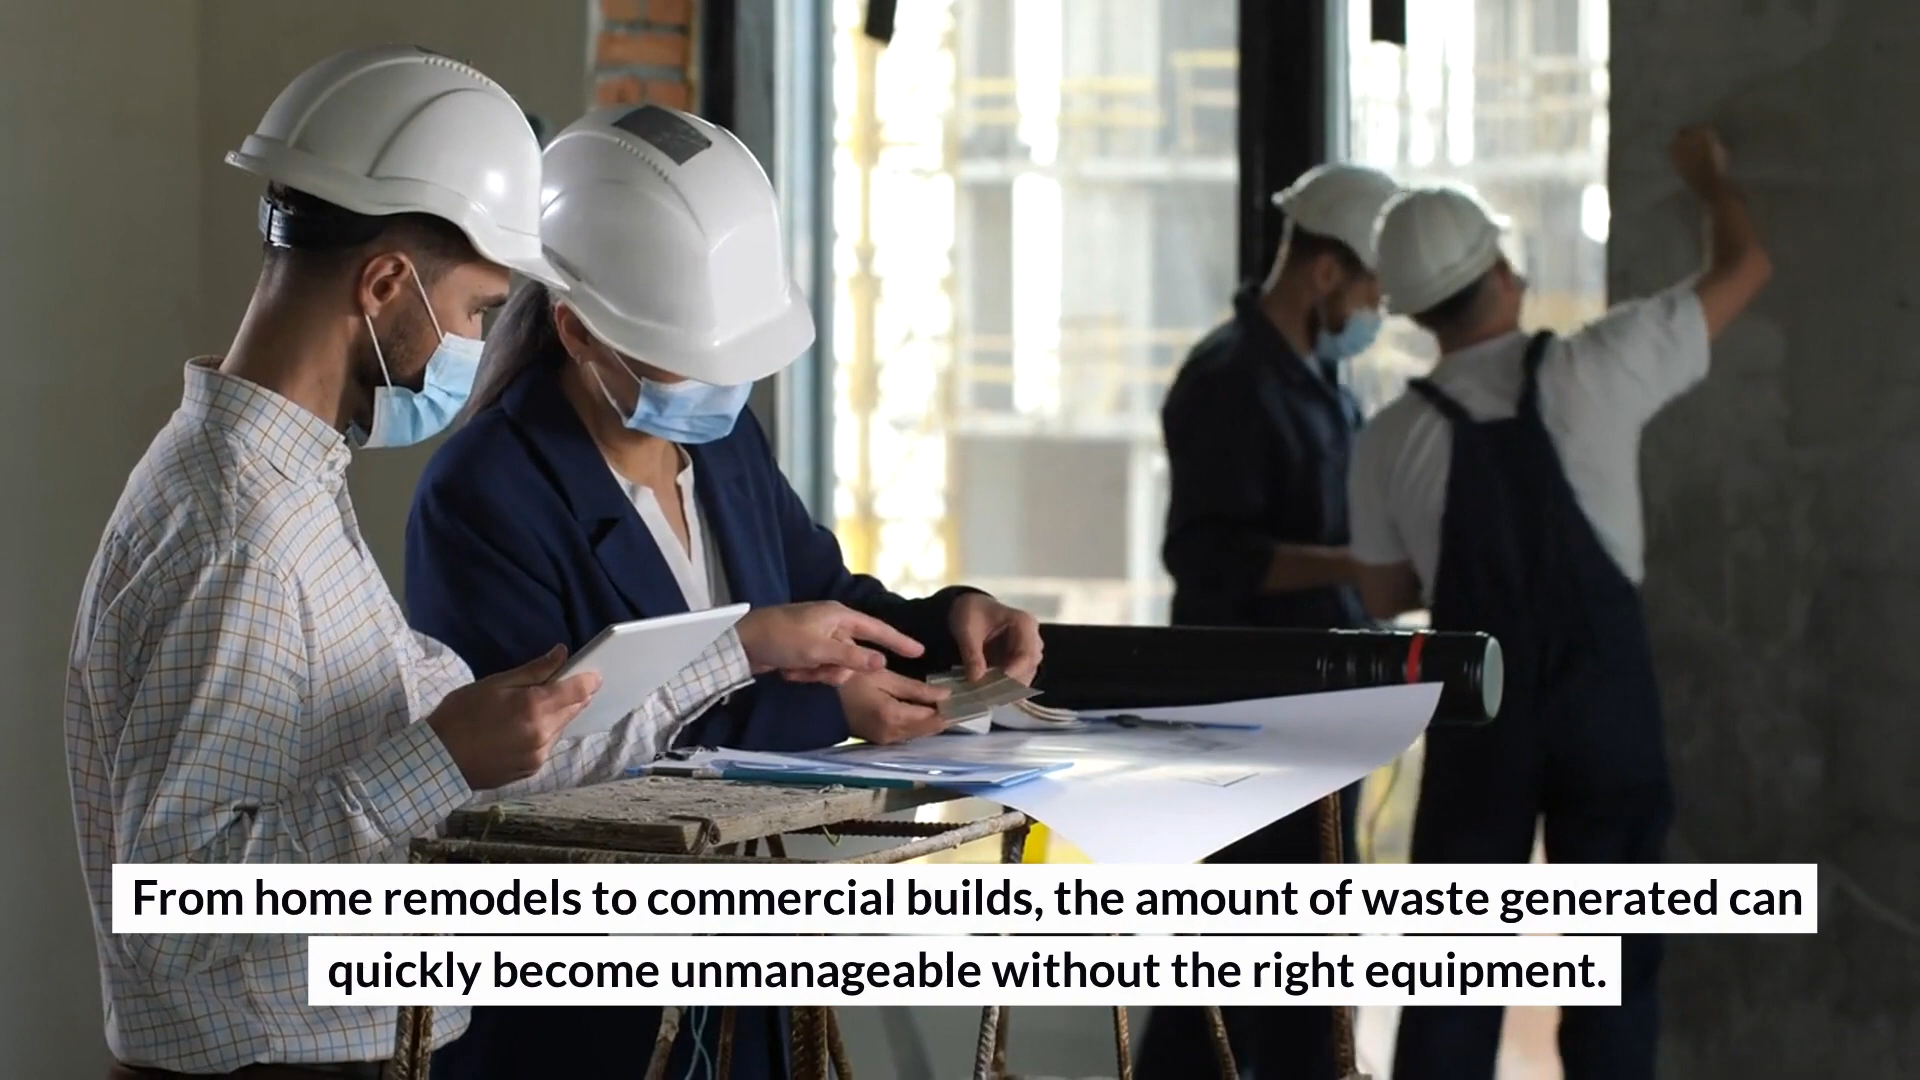 From home remodels to commercial builds, the amount of waste generated can
quickly become unmanageable without the right equipment.